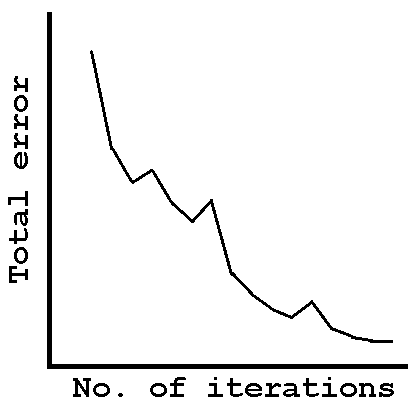 Total error
No. of iterations